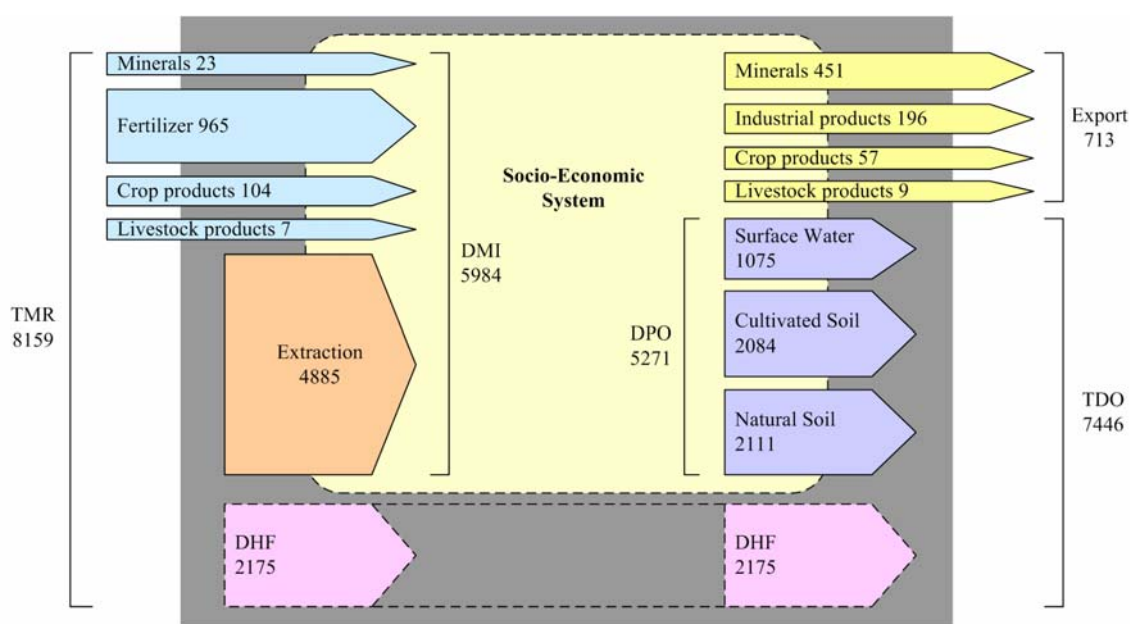 TMR
8159
Minerals 23
Fertilizer 965
Crop products 104
Livestock products 7
Extraction
4885
DHF
2175
DMI
5984
Socio-Economic
System
DPO
5271
Minerals 451
Industrial products 196
Crop products 57
Livestock products 9
Surface Water
1075
Cultivated Soil
2084
Natural Soil
2111
DHF
2175
Export
713
TDO
7446